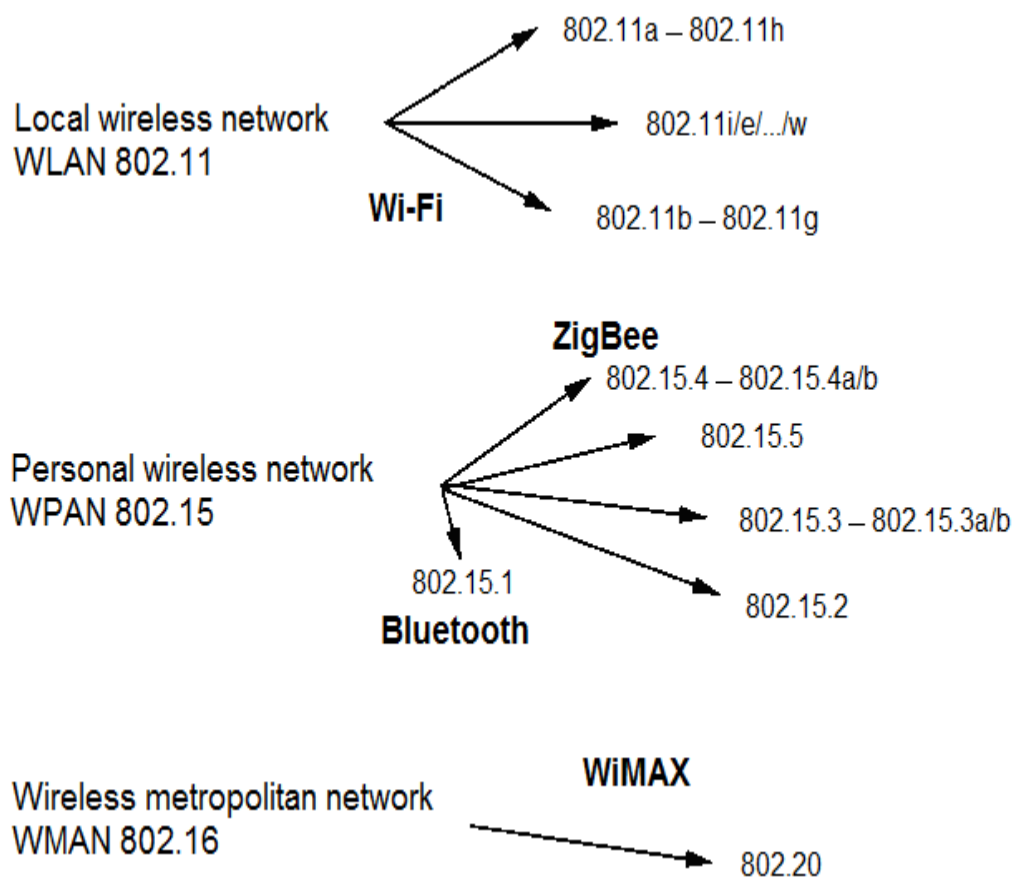 802.11a – 802.11h
Local wireless network
WLAN 802.11
802.11i/e/.../w
Wi-Fi
802.11b – 802.11g
ZigBee
802.15.4 – 802.15.4a/b
802.15.5
Personal wireless network
WPAN 802.15
802.15.3 – 802.15.3a/b
802.15.1
802.15.2
Bluetooth
WiMAX
Wireless metropolitan network
WMAN 802.16
802.20